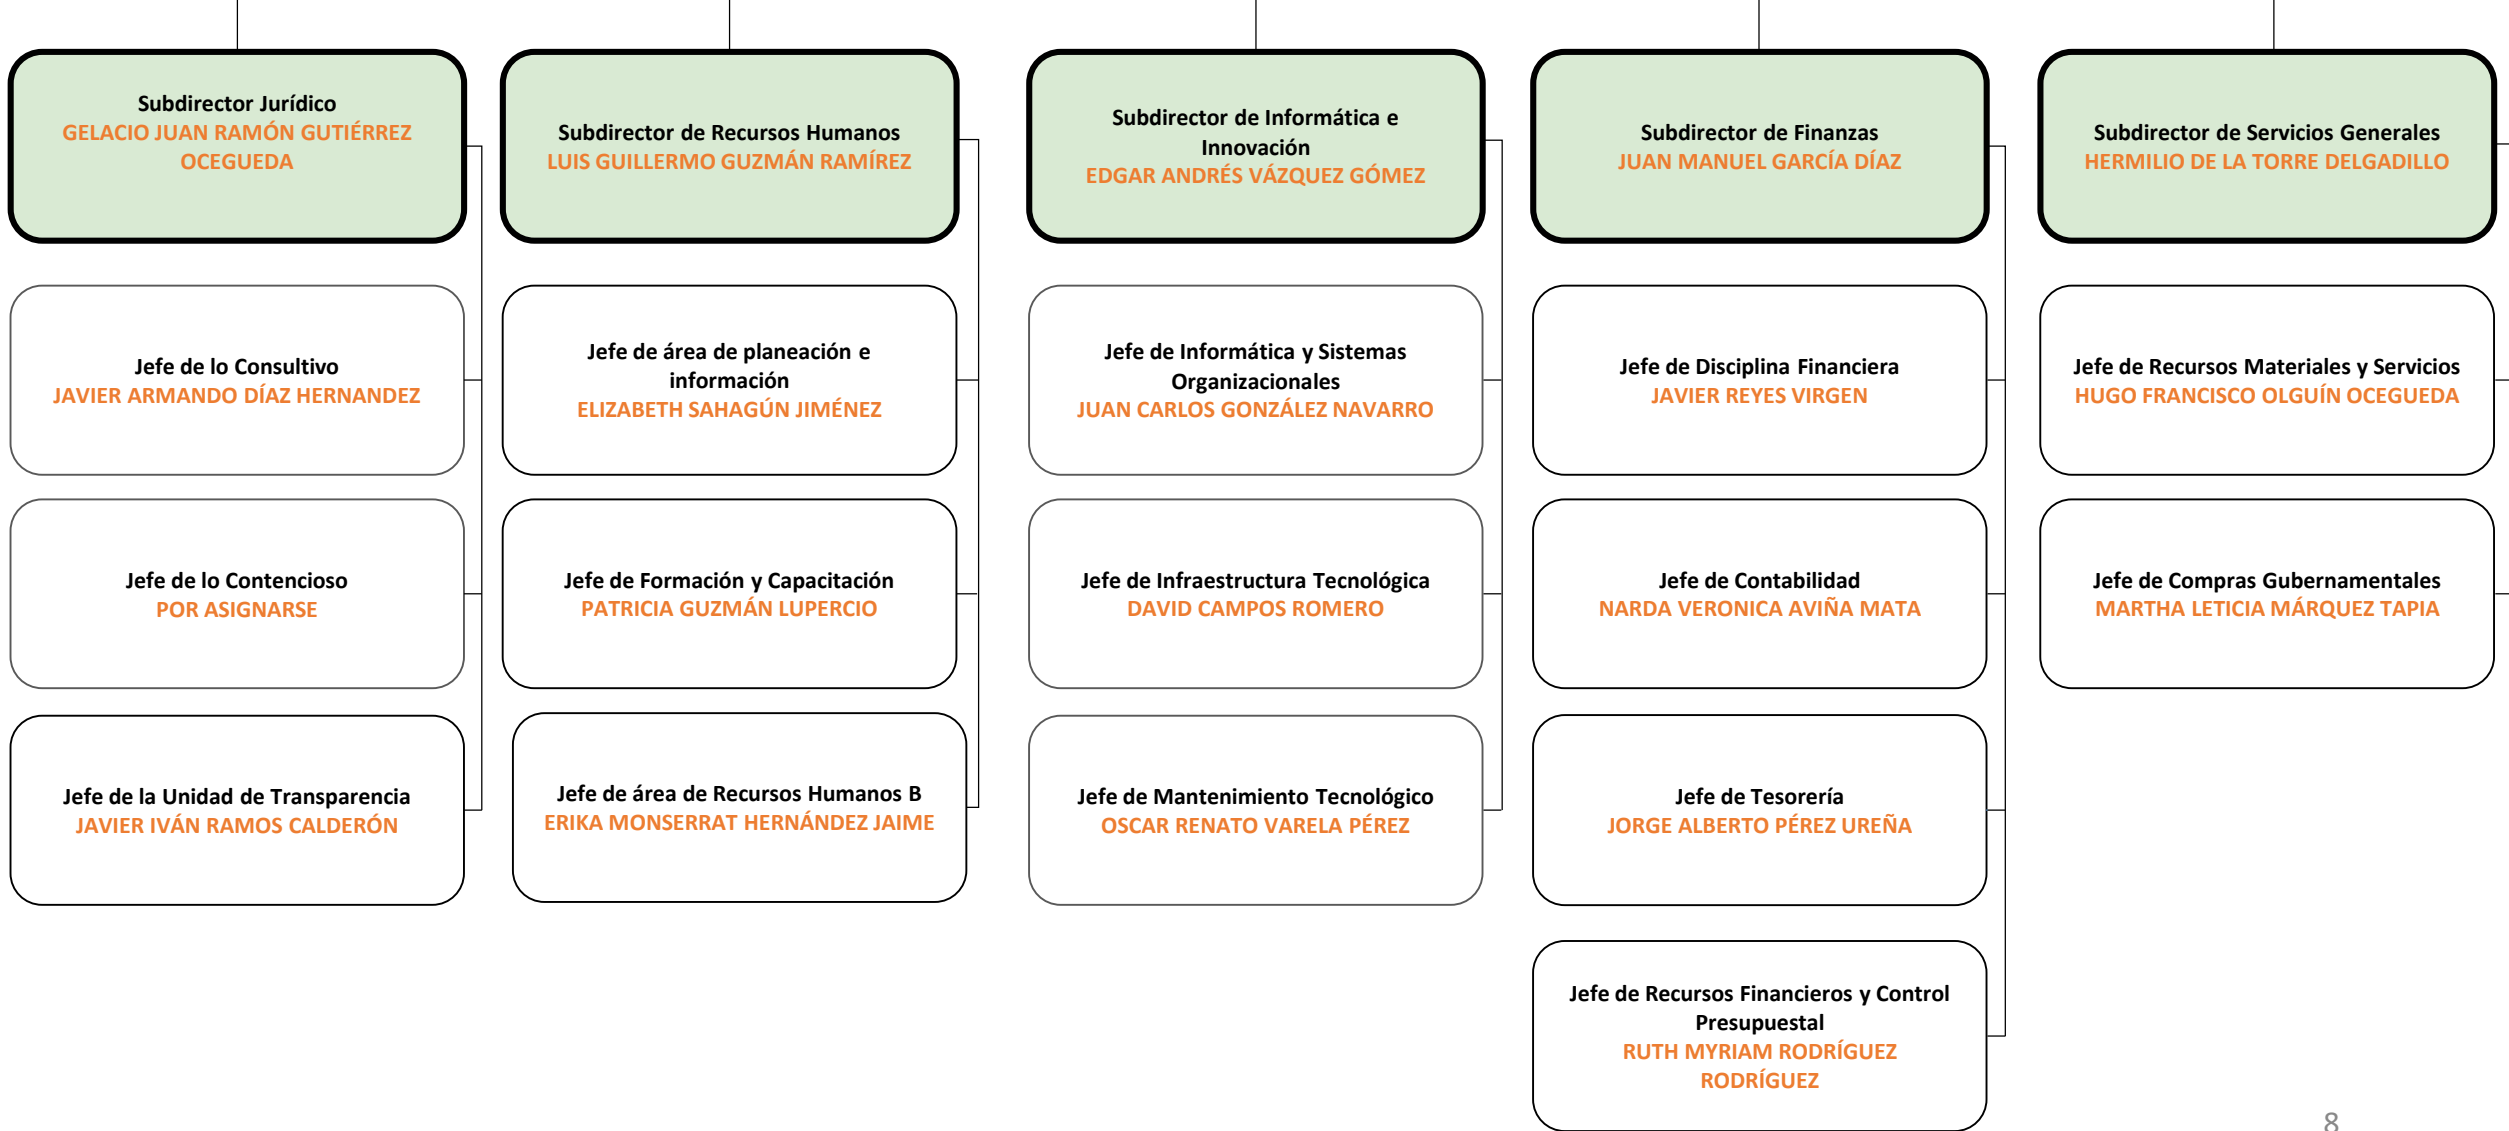 Subdirector Jurídico
GELACIO JUAN RAMÓN GUTIÉRREZ
OCEGUEDA
Subdirector de Recursos Humanos
LUIS GUILLERMO GUZMÁN RAMÍREZ
Subdirector de Informática e
Innovación
EDGAR ANDRÉS VÁZQUEZ GÓMEZ
Subdirector de Finanzas
JUAN MANUEL GARCÍA DÍAZ
Subdirector de Servicios Generales
HERMILIO DE LA TORRE DELGADILLO
Jefe de lo Consultivo
JAVIER ARMANDO DÍAZ HERNANDEZ
Jefe de área de planeación e
información
ELIZABETH SAHAGÚN JIMÉNEZ
Jefe de Informática y Sistemas
Organizacionales
JUAN CARLOS GONZÁLEZ NAVARRO
Jefe de Disciplina Financiera
JAVIER REYES VIRGEN
Jefe de Recursos Materiales y Servicios
HUGO FRANCISCO OLGUÍN OCEGUEDA
Jefe de lo Contencioso
POR ASIGNARSE
Jefe de Formación y Capacitación
PATRICIA GUZMÁN LUPERCIO
Jefe de Infraestructura Tecnológica
DAVID CAMPOS ROMERO
Jefe de Contabilidad
NARDA VERONICA AVIÑA MATA
Jefe de Compras Gubernamentales
MARTHA LETICIA MÁRQUEZ TAPIA
Jefe de la Unidad de Transparencia
JAVIER IVÁN RAMOS CALDERÓN
Jefe de área de Recursos Humanos B
ERIKA MONSERRAT HERNÁNDEZ JAIME
Jefe de Mantenimiento Tecnológico
OSCAR RENATO VARELA PÉREZ
Jefe de Tesorería
JORGE ALBERTO PÉREZ UREÑA
Jefe de Recursos Financieros y Control
Presupuestal
RUTH MYRIAM RODRÍGUEZ
RODRÍGUEZ
8